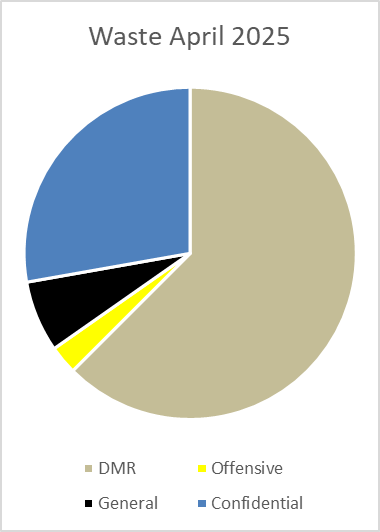 Waste April 2025
DMR Offensive
General Confidential